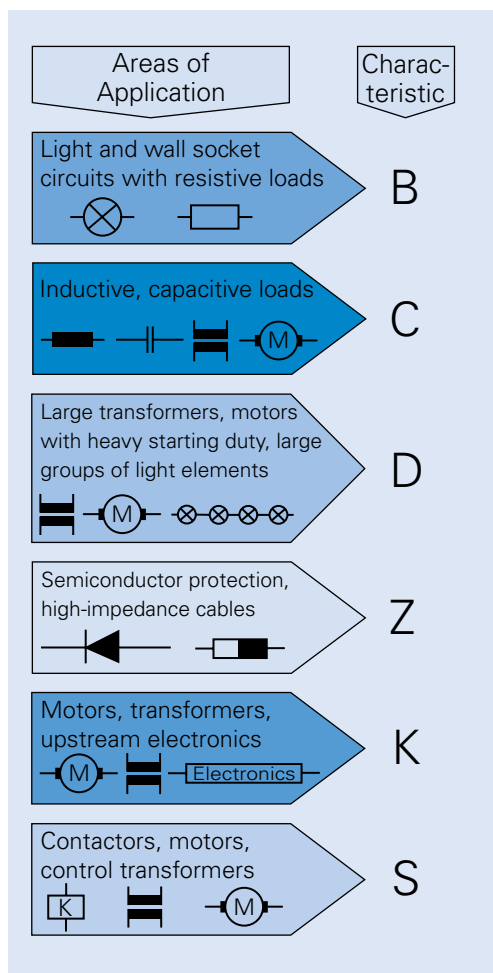 Areas of
Application
Charac-
teristic
Light and wall socket
circuits with resistive loads
B
Inductive, capacitive loads
M
C
Large transformers, motors
with heavy starting duty, large
groups of light elements
M
D
Semiconductor protection,
high-impedance cables
Z
Motors, transformers,
upstream electronics
M
Electronics
K
Contactors, motors,
control transformers
K
M
S